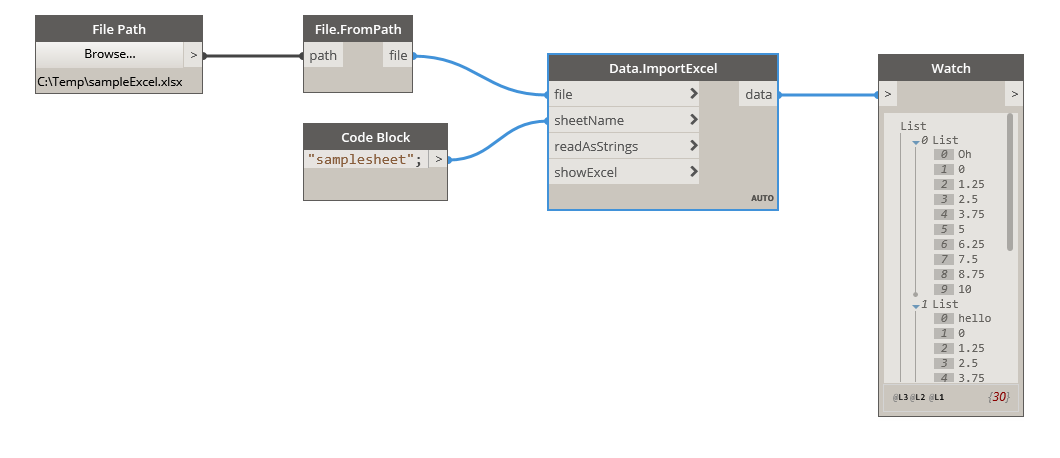 File Path
Browse...
>
C:\Temp\sampleExcel.xlsx
File.FromPath
path
file
Code Block
"samplesheet";
>
Data.ImportExcel
file
data
sheetName
readAsStrings
showExcel
AUTO
Watch
>
>
List
0 List
0 Oh
1 0
2 1.25
3 2.5
4 3.75
5 5
6 6.25
7 7.5
8 8.75
9 10
1 List
0 hello
1 0
2 1.25
3 2.5
4 3.75
@L3 @L2 @L1
{30}